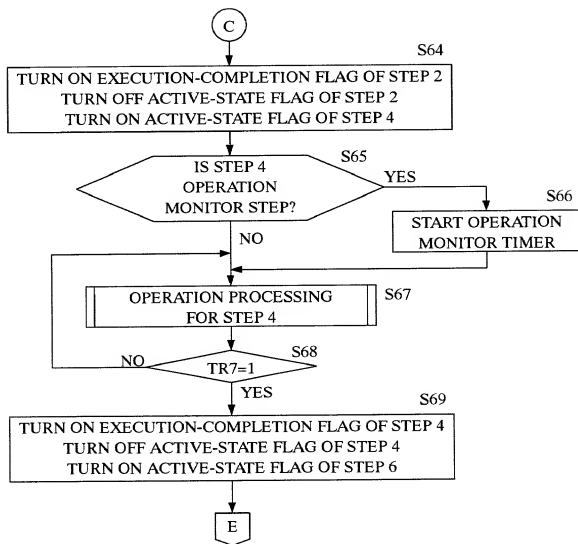 C
S64
TURN ON EXECUTION-COMPLETION FLAG OF STEP 2
TURN OFF ACTIVE-STATE FLAG OF STEP 2
TURN ON ACTIVE-STATE FLAG OF STEP 4
S65
IS STEP 4
OPERATION
MONITOR STEP?
YES
S66
START OPERATION
MONITOR TIMER
NO
OPERATION PROCESSING
FOR STEP 4
S67
S68
NO
TR7=1
YES
S69
TURN ON EXECUTION-COMPLETION FLAG OF STEP 4
TURN OFF ACTIVE-STATE FLAG OF STEP 4
TURN ON ACTIVE-STATE FLAG OF STEP 6
E